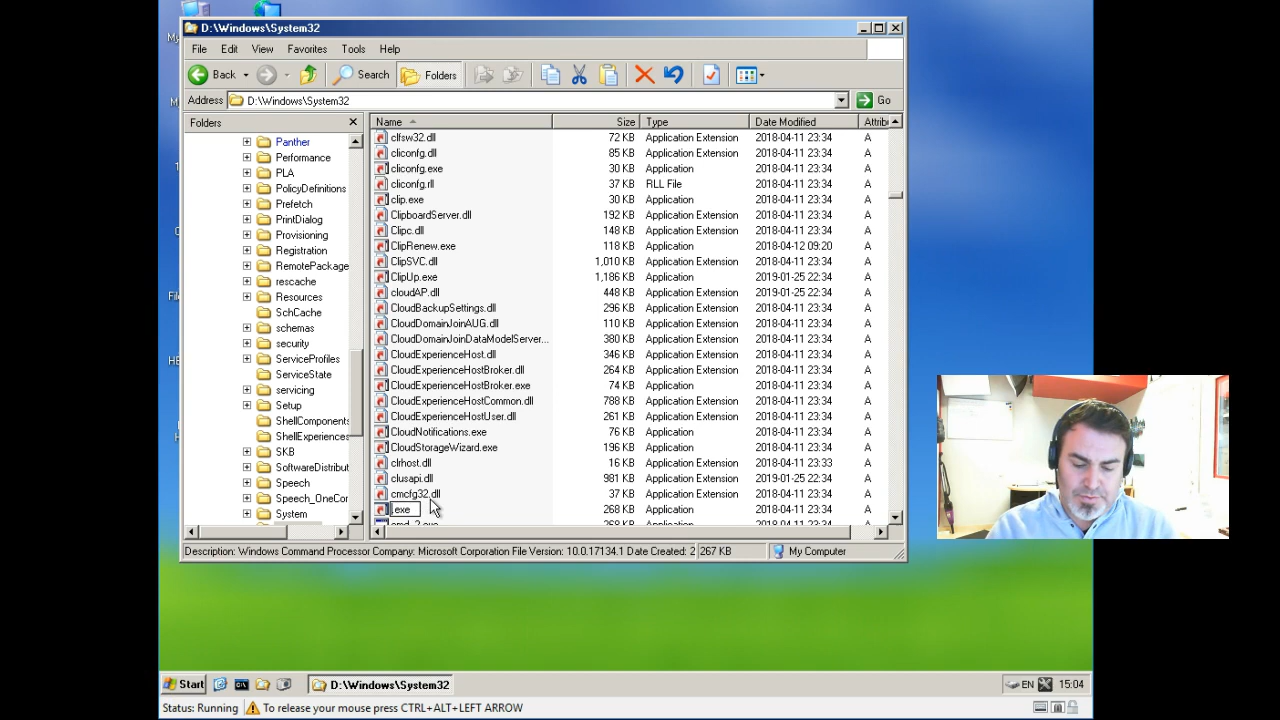 My
D:\Windows\System32
File Edit View Favorites Tools Help
Back Search Folders
Address D:\Windows\System32 Go
Folders
Panther
Performance
PLA
PolicyDefinitions
Prefetch
PrintDialog
Provisioning
Registration
RemotePackage
rescache
Resources
SchCache
schemas
security
ServiceProfiles
ServiceState
servicing
Setup
ShellComponents
ShellExperiences
SKB
SoftwareDistribut
Speech
Speech_OneCor
System
Name Size Type Date Modified Attribu
clfsw32.dll 72 KB Application Extension 2018-04-11 23:34 A
cliconfg.dll 85 KB Application Extension 2018-04-11 23:34 A
cliconfg.exe 30 KB Application 2018-04-11 23:34 A
cliconfg.rll 37 KB RLL File 2018-04-11 23:34 A
clip.exe 30 KB Application 2018-04-11 23:34 A
ClipboardServer.dll 192 KB Application Extension 2018-04-11 23:34 A
Clipc.dll 148 KB Application Extension 2018-04-11 23:34 A
ClipRenew.exe 118 KB Application 2018-04-12 09:20 A
ClipSVC.dll 1,010 KB Application Extension 2018-04-11 23:34 A
ClipUp.exe 1,186 KB Application 2019-01-25 22:34 A
cloudAP.dll 448 KB Application Extension 2019-01-25 22:34 A
CloudBackupSettings.dll 296 KB Application Extension 2018-04-11 23:34 A
CloudDomainJoinAUG.dll 110 KB Application Extension 2018-04-11 23:34 A
CloudDomainJoinDataModelServer... 380 KB Application Extension 2018-04-11 23:34 A
CloudExperienceHost.dll 346 KB Application Extension 2018-04-11 23:34 A
CloudExperienceHostBroker.dll 264 KB Application Extension 2018-04-11 23:34 A
CloudExperienceHostBroker.exe 74 KB Application 2018-04-11 23:34 A
CloudExperienceHostCommon.dll 788 KB Application Extension 2018-04-11 23:34 A
CloudExperienceHostUser.dll 261 KB Application Extension 2018-04-11 23:34 A
CloudNotifications.exe 76 KB Application 2018-04-11 23:34 A
CloudStorageWizard.exe 196 KB Application 2018-04-11 23:34 A
clrhost.dll 16 KB Application Extension 2018-04-11 23:33 A
clusapi.dll 981 KB Application Extension 2019-01-25 22:34 A
cmcfg32.dll 37 KB Application Extension 2018-04-11 23:34 A
.exe 268 KB Application 2018-04-11 23:34 A
Description: Windows Command Processor Company: Microsoft Corporation File Version: 10.0.17134.1 Date Created: 2 267 KB My Computer
Start D:\Windows\System32 EN 15:04
Status: Running To release your mouse press CTRL+ALT+LEFT ARROW